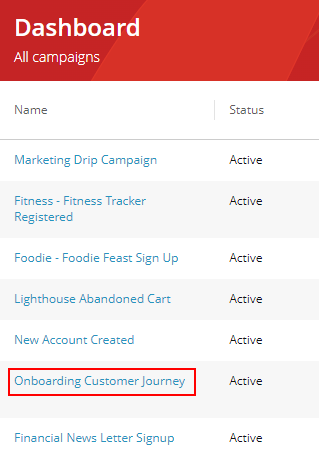 Dashboard
All campaigns
Name Status
Marketing Drip Campaign Active
Fitness - Fitness Tracker Active
Registered
Foodie - Foodie Feast Sign Up Active
Lighthouse Abandoned Cart Active
New Account Created Active
Onboarding Customer Journey Active
Financial News Letter Signup Active